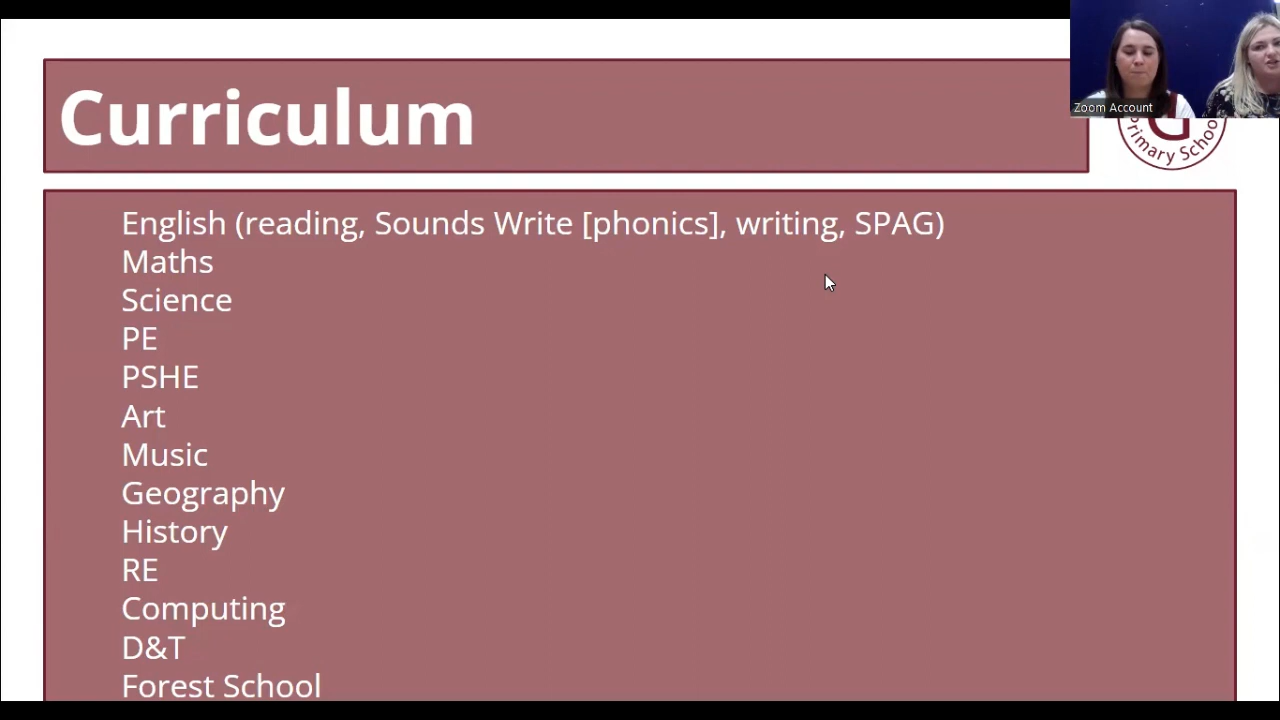 Curriculum
Zoom Account
G
Primary School
English (reading, Sounds Write [phonics], writing, SPAG)
Maths
Science
PE
PSHE
Art
Music
Geography
History
RE
Computing
D&T
Forest School